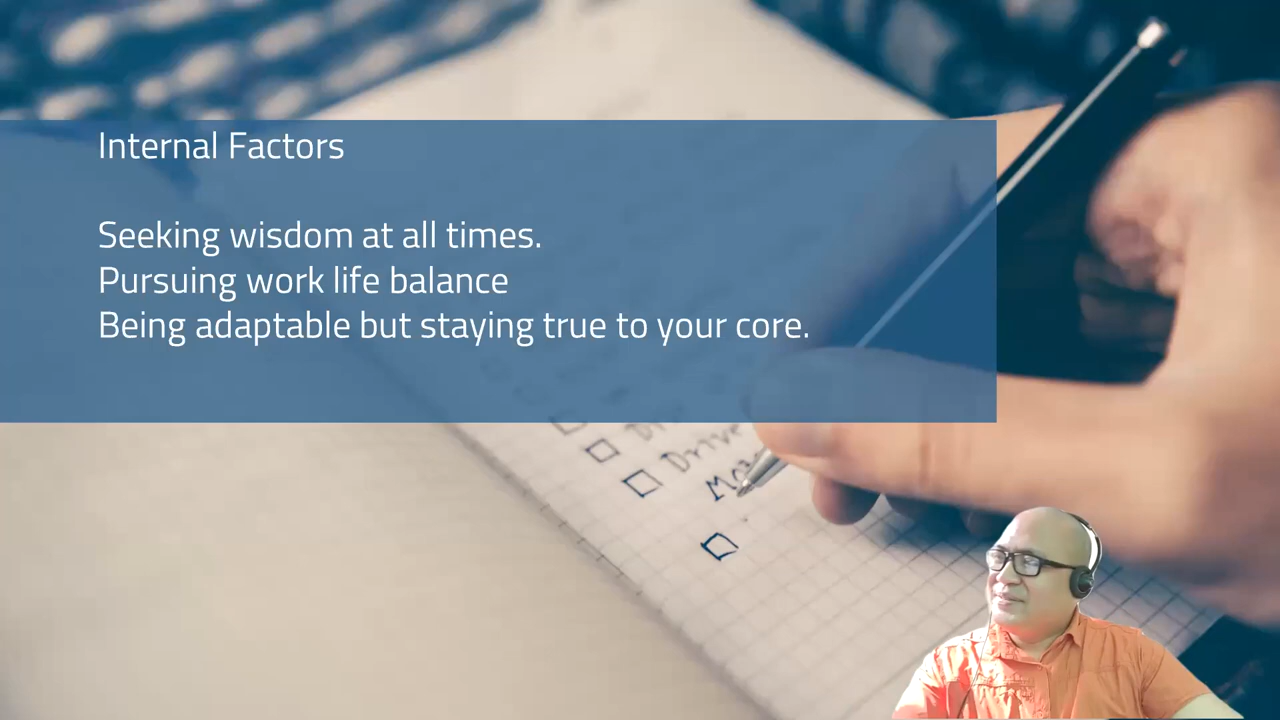 Internal Factors
Seeking wisdom at all times.
Pursuing work life balance
Being adaptable but staying true to your core.
Drive